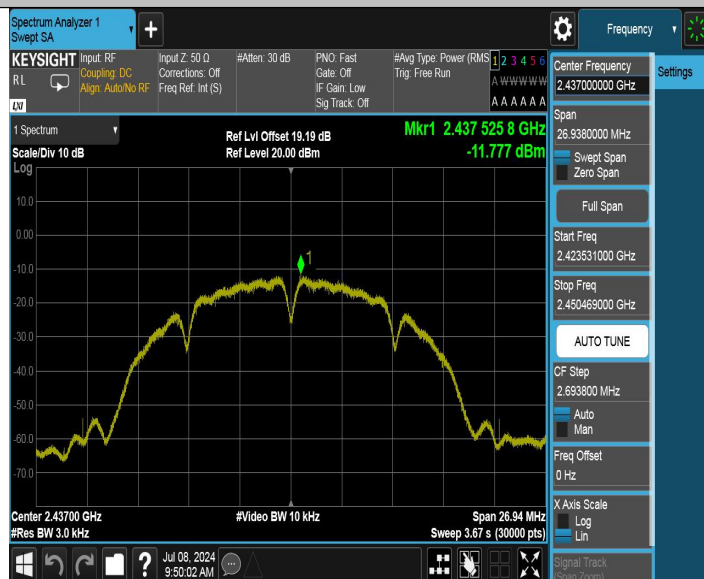 Spectrum Analyzer 1
Swept SA
+
Frequency
KEYSIGHT
RL
LXI
Input: RF
Coupling: DC
Align: Auto/No RF
Input Z: 50 Ω
Corrections: Off
Freq Ref: Int (S)
#Atten: 30 dB
PNO: Fast
Gate: Off
IF Gain: Low
Sig Track: Off
#Avg Type: Power (RMS
Trig: Free Run
1 2 3 4 5 6
A W W W W W
A A A A A A
1 Spectrum
Scale/Div 10 dB
Log
Ref Lvl Offset 19.19 dB
Ref Level 20.00 dBm
Mkr1 2.437 525 8 GHz
-11.777 dBm
10.0
0.00
-10.0
-20.0
-30.0
-40.0
-50.0
-60.0
-70.0
1
Center 2.43700 GHz
#Res BW 3.0 kHz
#Video BW 10 kHz
Span 26.94 MHz
Sweep 3.67 s (30000 pts)
?
Jul 08, 2024
9:50:02 AM
Center Frequency
2.437000000 GHz
Settings
Span
26.9380000 MHz
Swept Span
Zero Span
Full Span
Start Freq
2.423531000 GHz
Stop Freq
2.450469000 GHz
AUTO TUNE
CF Step
2.693800 MHz
Auto
Man
Freq Offset
0 Hz
X Axis Scale
Log
Lin
Signal Track
(Span Zoom)